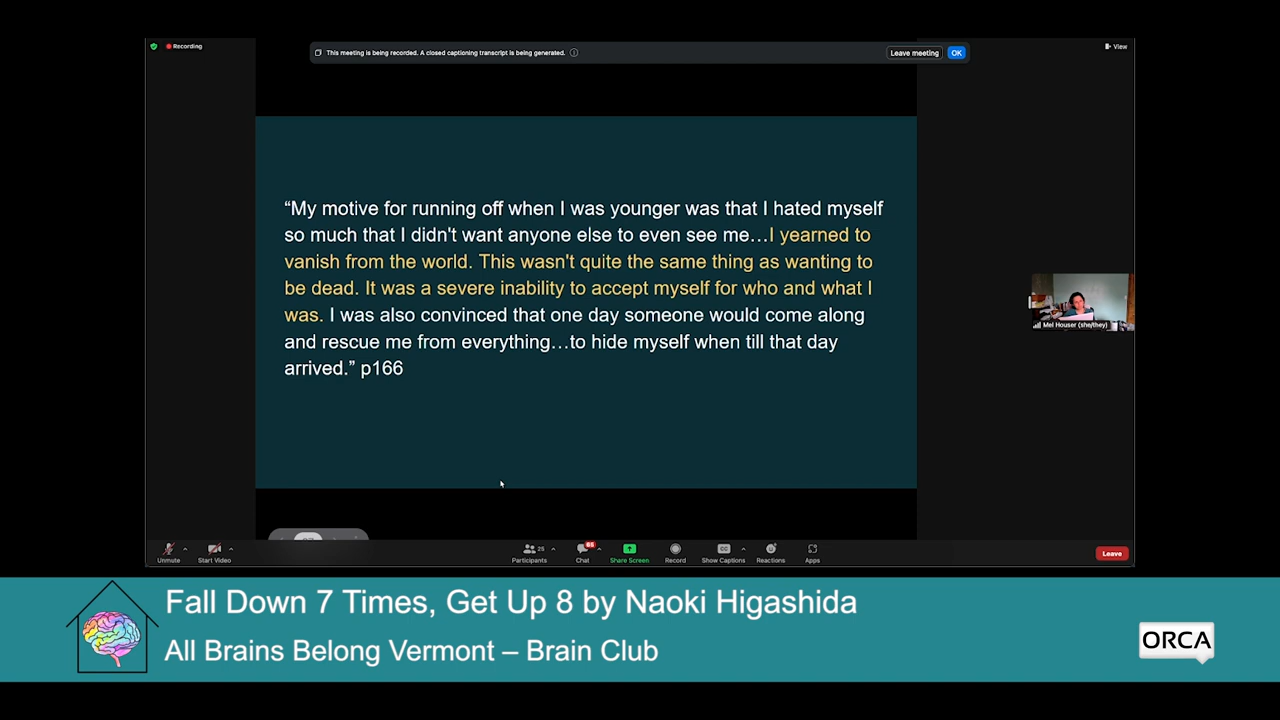 Recording
This meeting is being recorded. A closed captioning transcript is being generated.
Leave meeting
OK
View
“My motive for running off when I was younger was that I hated myself
so much that I didn't want anyone else to even see me…I yearned to
vanish from the world. This wasn't quite the same thing as wanting to
be dead. It was a severe inability to accept myself for who and what I
was. I was also convinced that one day someone would come along
and rescue me from everything…to hide myself when till that day
arrived.” p166
Mel Houser (she/they)
Unmute
Start Video
Participants
25
Chat
65
Share Screen
Record
CC
Show Captions
Reactions
Apps
Leave
Fall Down 7 Times, Get Up 8 by Naoki Higashida
All Brains Belong Vermont – Brain Club
ORCA